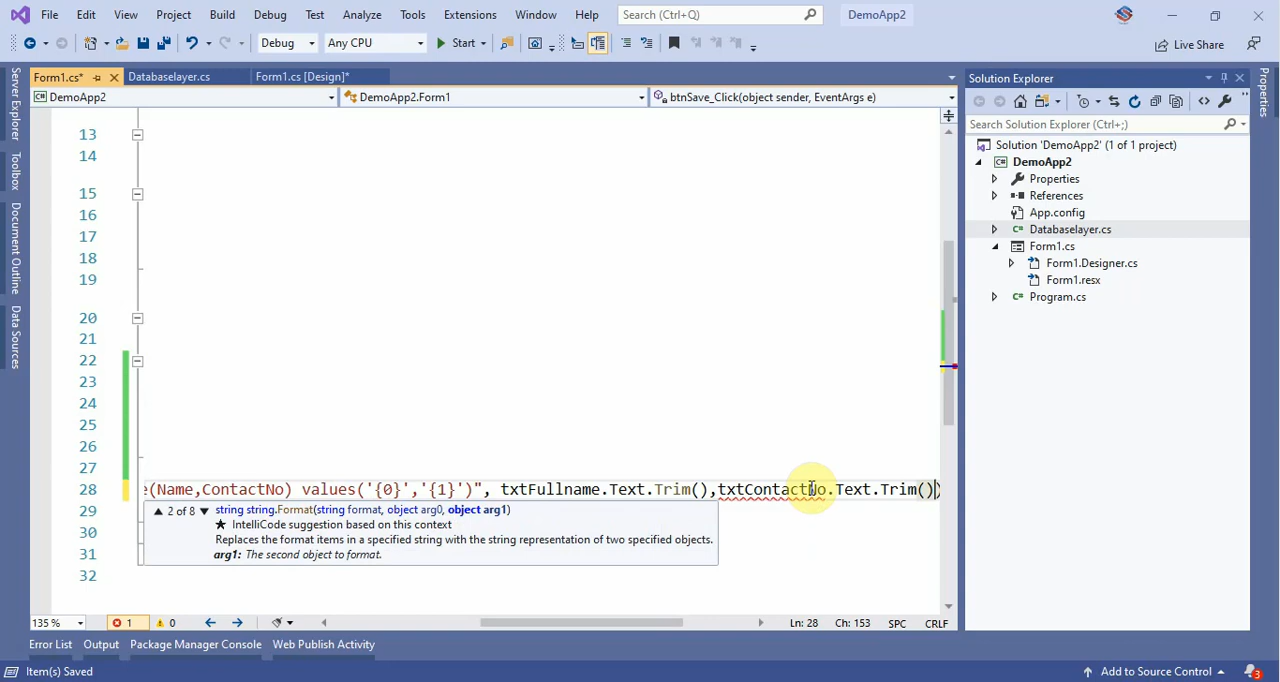 File Edit View Project Build Debug Test Analyze Tools Extensions Window Help Search (Ctrl+Q) DemoApp2
Debug Any CPU Start Live Share
Form1.cs* Databaselayer.cs Form1.cs [Design]* Solution Explorer
DemoApp2 DemoApp2.Form1 btnSave_Click(object sender, EventArgs e)
Search Solution Explorer (Ctrl+;)
Solution 'DemoApp2' (1 of 1 project)
DemoApp2
Properties
References
App.config
Databaselayer.cs
Form1.cs
Form1.Designer.cs
Form1.resx
Program.cs
Server Explorer
Toolbox
Document Outline
Data Sources
Properties
13
14
15
16
17
18
19
20
21
22
23
24
25
26
27
28 e(Name,ContactNo) values('{0}','{1}')", txtFullname.Text.Trim(),txtContactNo.Text.Trim())
29 2 of 8 string string.Format(string format, object arg0, object arg1)
★ IntelliCode suggestion based on this context
30 Replaces the format items in a specified string with the string representation of two specified objects.
31 arg1: The second object to format.
32
135 % 1 0 Ln: 28 Ch: 153 SPC CRLF
Error List Output Package Manager Console Web Publish Activity
Item(s) Saved Add to Source Control 3